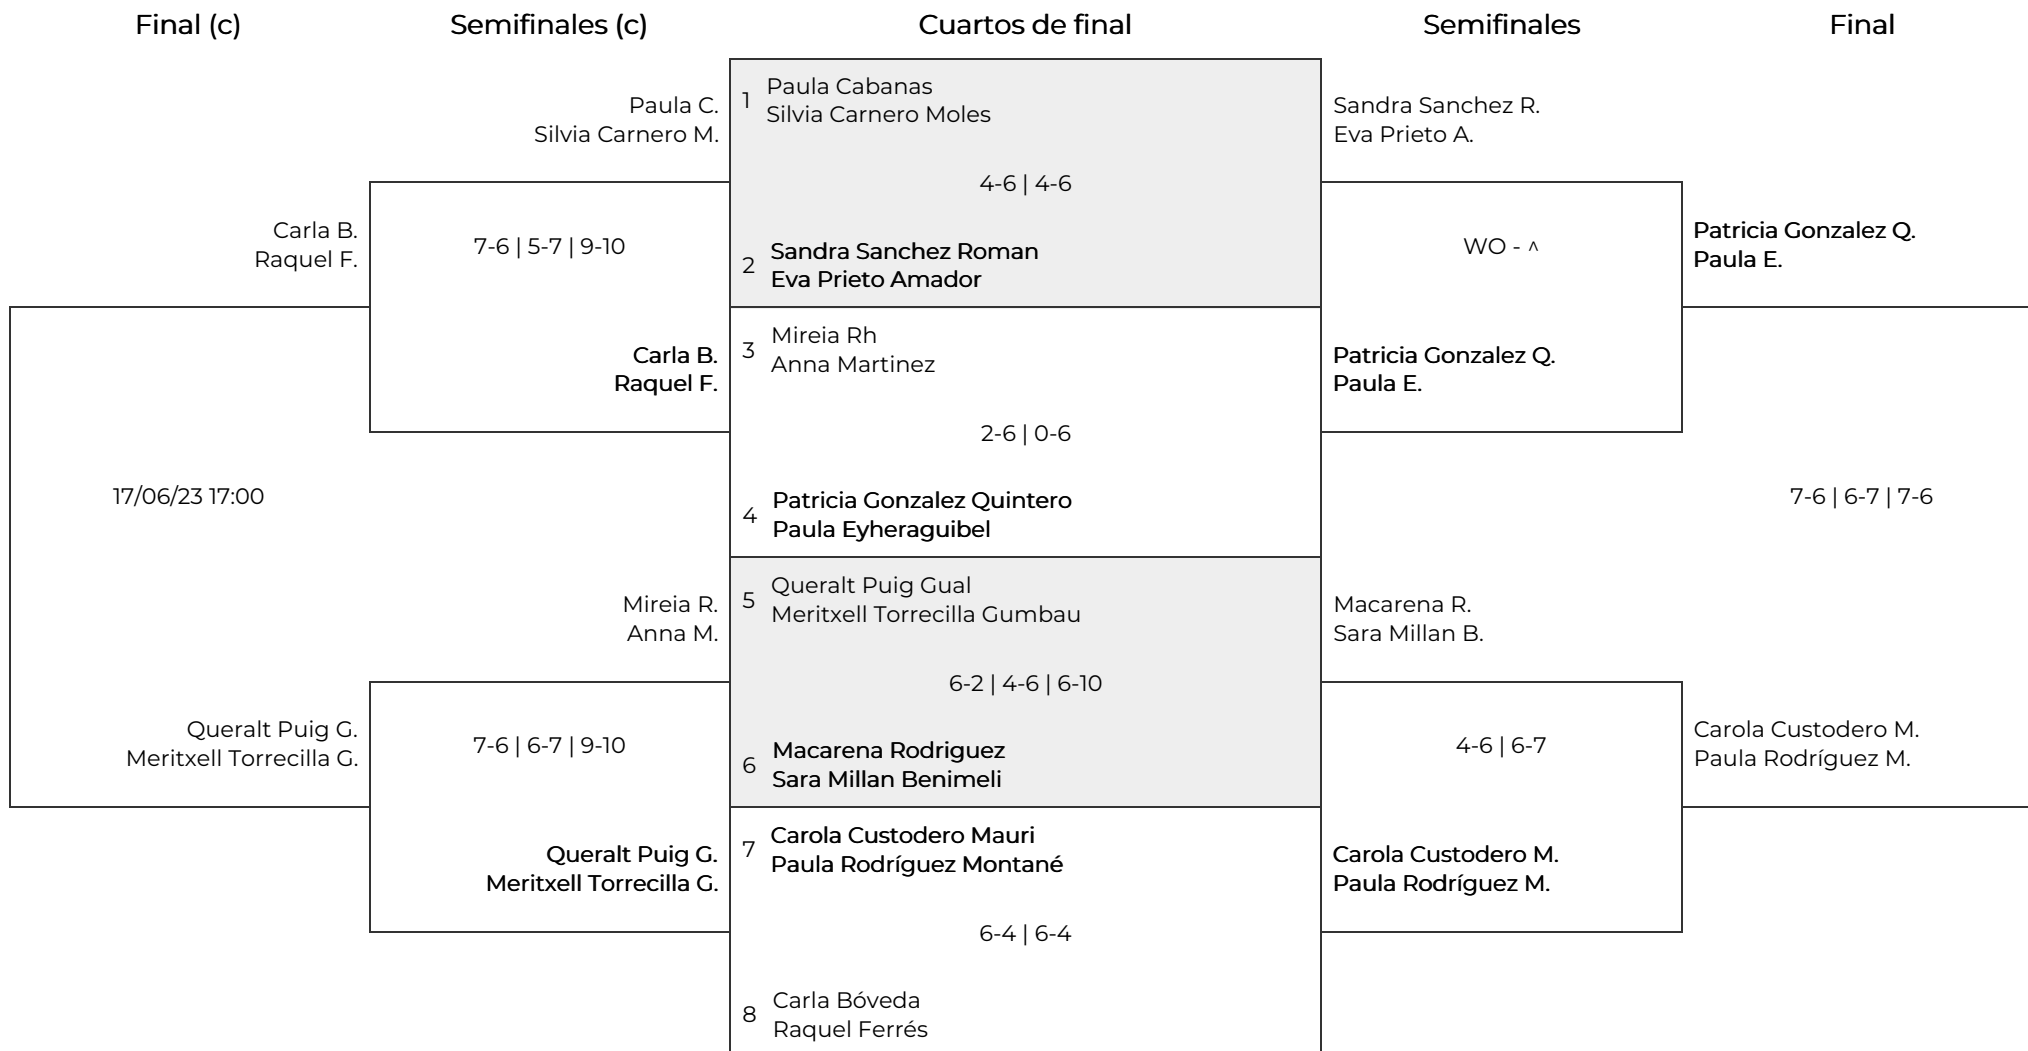 Final (c)
Semifinales (c)
Cuartos de final
Semifinales
Final
Carla B.
Raquel F.
17/06/23 17:00
Queralt Puig G.
Meritxell Torrecilla G.
Paula C.
Silvia Carnero M.
7-6 | 5-7 | 9-10
Carla B.
Raquel F.
Mireia R.
Anna M.
7-6 | 6-7 | 9-10
Queralt Puig G.
Meritxell Torrecilla G.
1 Paula Cabanas
Silvia Carnero Moles
4-6 | 4-6
2 Sandra Sanchez Roman
Eva Prieto Amador
3 Mireia Rh
Anna Martinez
2-6 | 0-6
4 Patricia Gonzalez Quintero
Paula Eyheraguibel
5 Queralt Puig Gual
Meritxell Torrecilla Gumbau
6-2 | 4-6 | 6-10
6 Macarena Rodriguez
Sara Millan Benimeli
7 Carola Custodero Mauri
Paula Rodríguez Montané
6-4 | 6-4
8 Carla Bóveda
Raquel Ferrés
Sandra Sanchez R.
Eva Prieto A.
WO - ^
Patricia Gonzalez Q.
Paula E.
Macarena R.
Sara Millan B.
4-6 | 6-7
Carola Custodero M.
Paula Rodríguez M.
Patricia Gonzalez Q.
Paula E.
7-6 | 6-7 | 7-6
Carola Custodero M.
Paula Rodríguez M.